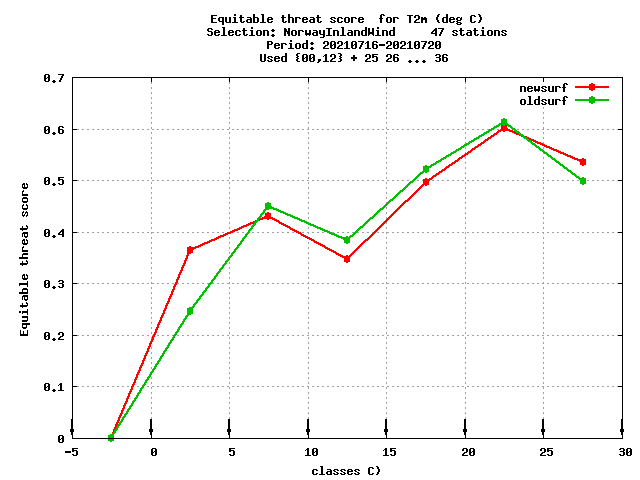 Equitable threat score  for T2m (deg C)
Selection: NorwayInlandWind     47 stations
Period: 20210716-20210720
Used {00,12} + 25 26 ... 36
newsurf
oldsurf
Equitable threat score
0.7
0.6
0.5
0.4
0.3
0.2
0.1
0
-5 0 5 10 15 20 25 30
classes C)